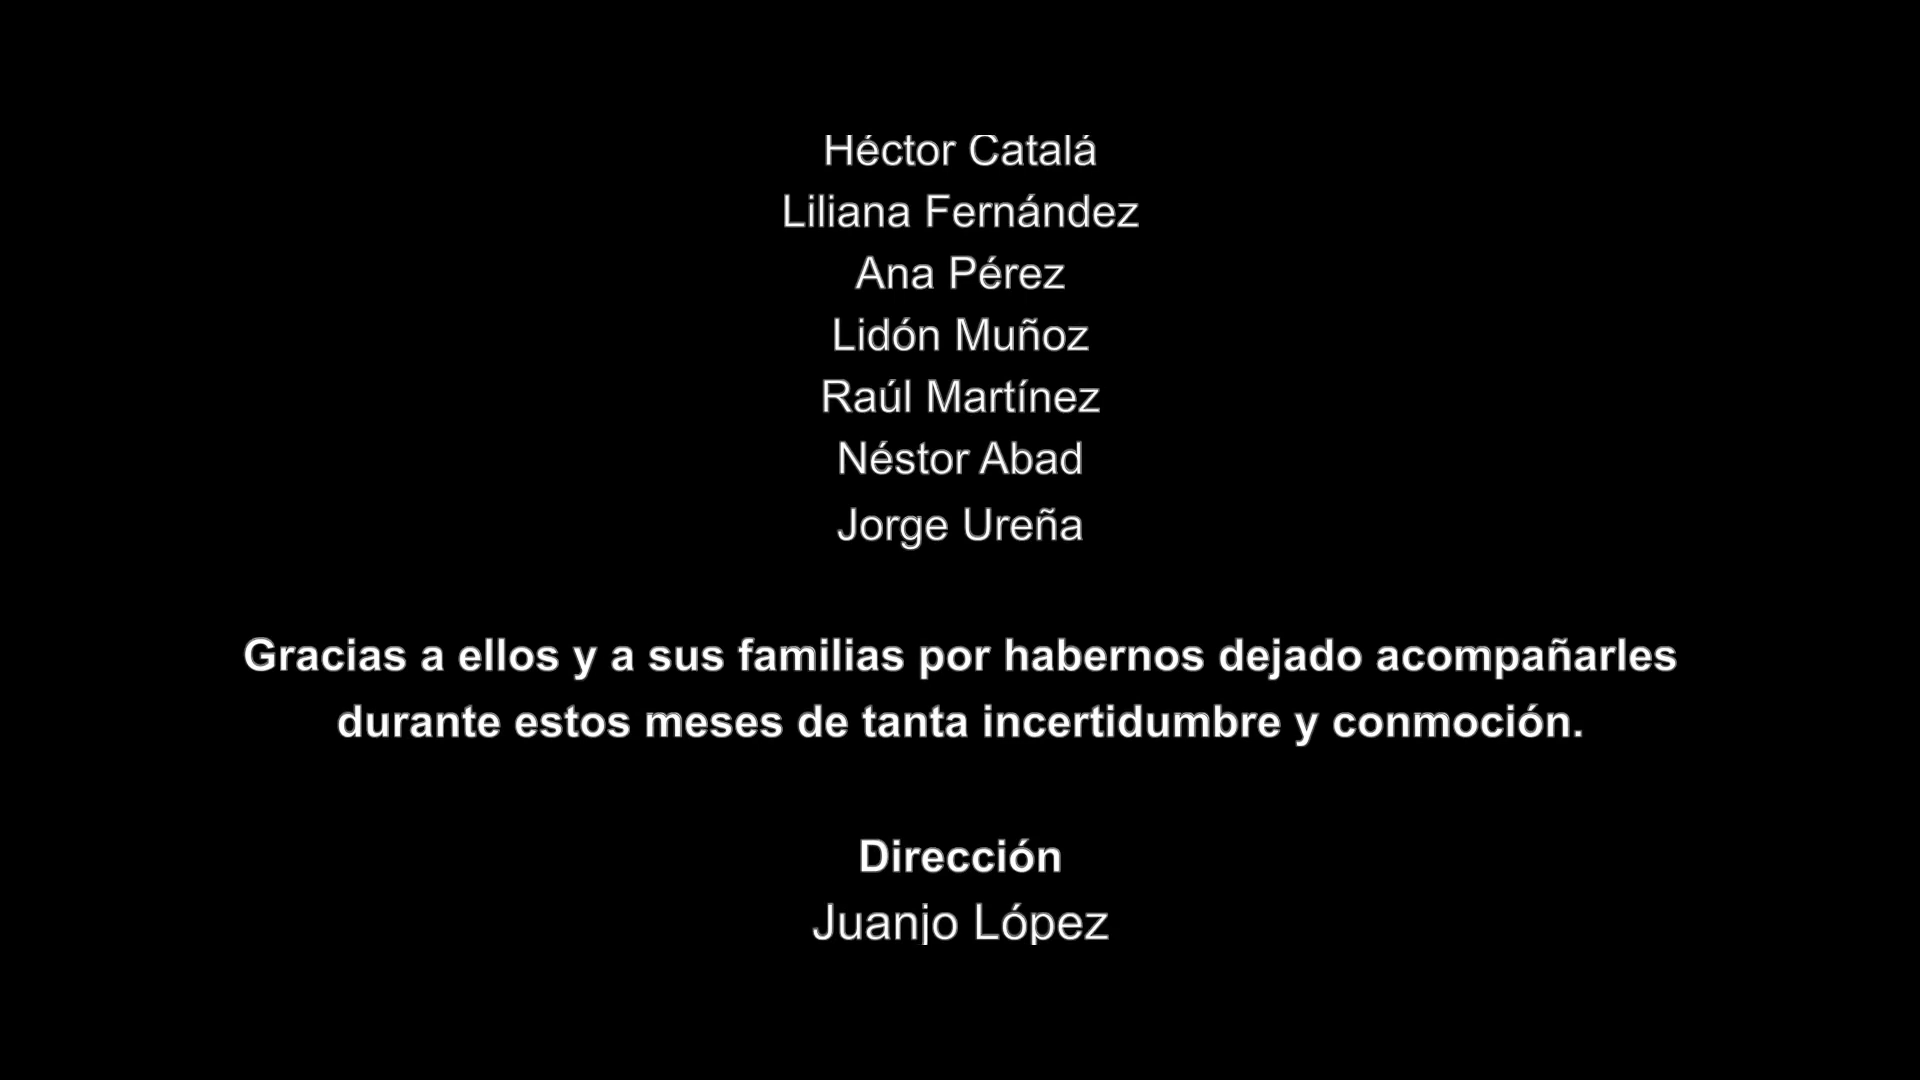 Héctor Catalá
Liliana Fernández
Ana Pérez
Lidón Muñoz
Raúl Martínez
Néstor Abad
Jorge Ureña
Gracias a ellos y a sus familias por habernos dejado acompañarles
durante estos meses de tanta incertidumbre y conmoción.
Dirección
Juanjo López